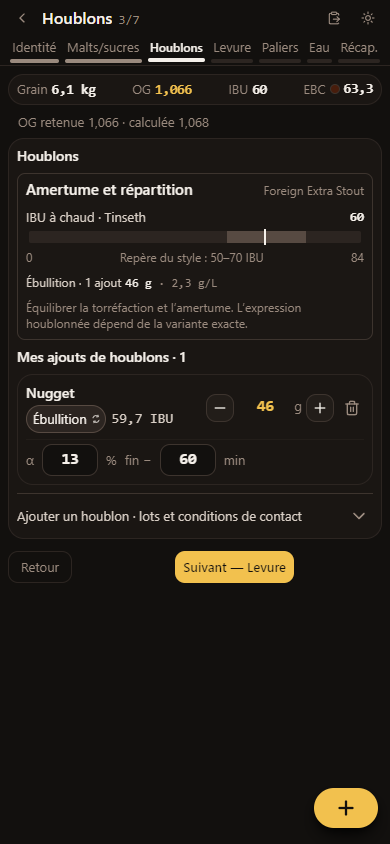 Houblons 3/7
Identité Malts/sucres Houblons Levure Paliers Eau Récap.
Grain 6,1 kg OG 1,066 IBU 60 EBC 63,3
OG retenue 1,066 · calculée 1,068
Houblons
Amertume et répartition Foreign Extra Stout
IBU à chaud · Tinseth 60
0 Repère du style : 50–70 IBU 84
Ébullition · 1 ajout 46 g · 2,3 g/L
Équilibrer la torréfaction et l'amertume. L'expression
houblonnée dépend de la variante exacte.
Mes ajouts de houblons · 1
Nugget
Ébullition 59,7 IBU − 46 g +
α 13 % fin − 60 min
Ajouter un houblon · lots et conditions de contact
Retour Suivant — Levure
+